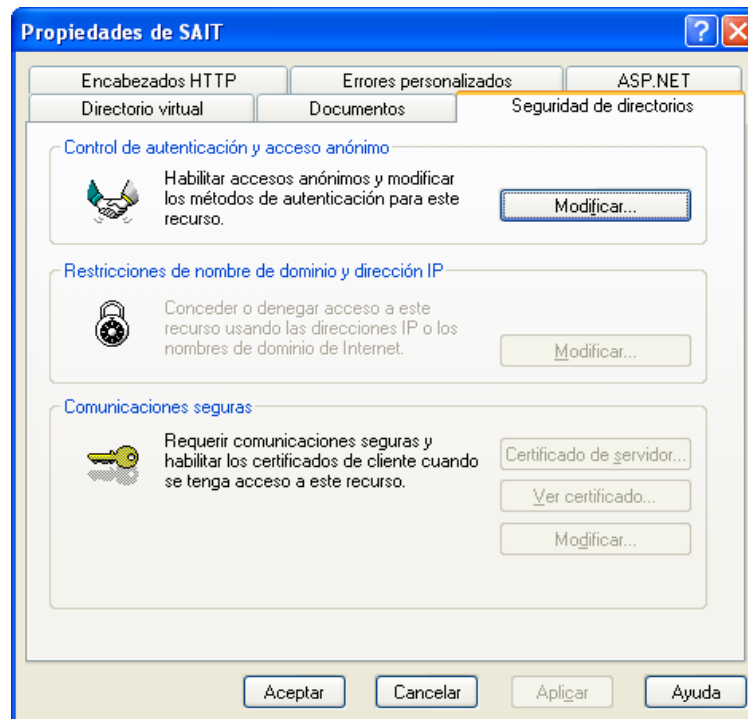 Propiedades de SAIT
Encabezados HTTP
Errores personalizados
ASP.NET
Directorio virtual
Documentos
Seguridad de directorios
Control de autenticación y acceso anónimo
Habilitar accesos anónimos y modificar
los métodos de autenticación para este
recurso.
Modificar...
Restricciones de nombre de dominio y dirección IP
Conceder o denegar acceso a este
recurso usando las direcciones IP o los
nombres de dominio de Internet.
Modificar...
Comunicaciones seguras
Requerir comunicaciones seguras y
habilitar los certificados de cliente cuando
se tenga acceso a este recurso.
Certificado de servidor...
Ver certificado...
Modificar...
Aceptar
Cancelar
Aplicar
Ayuda